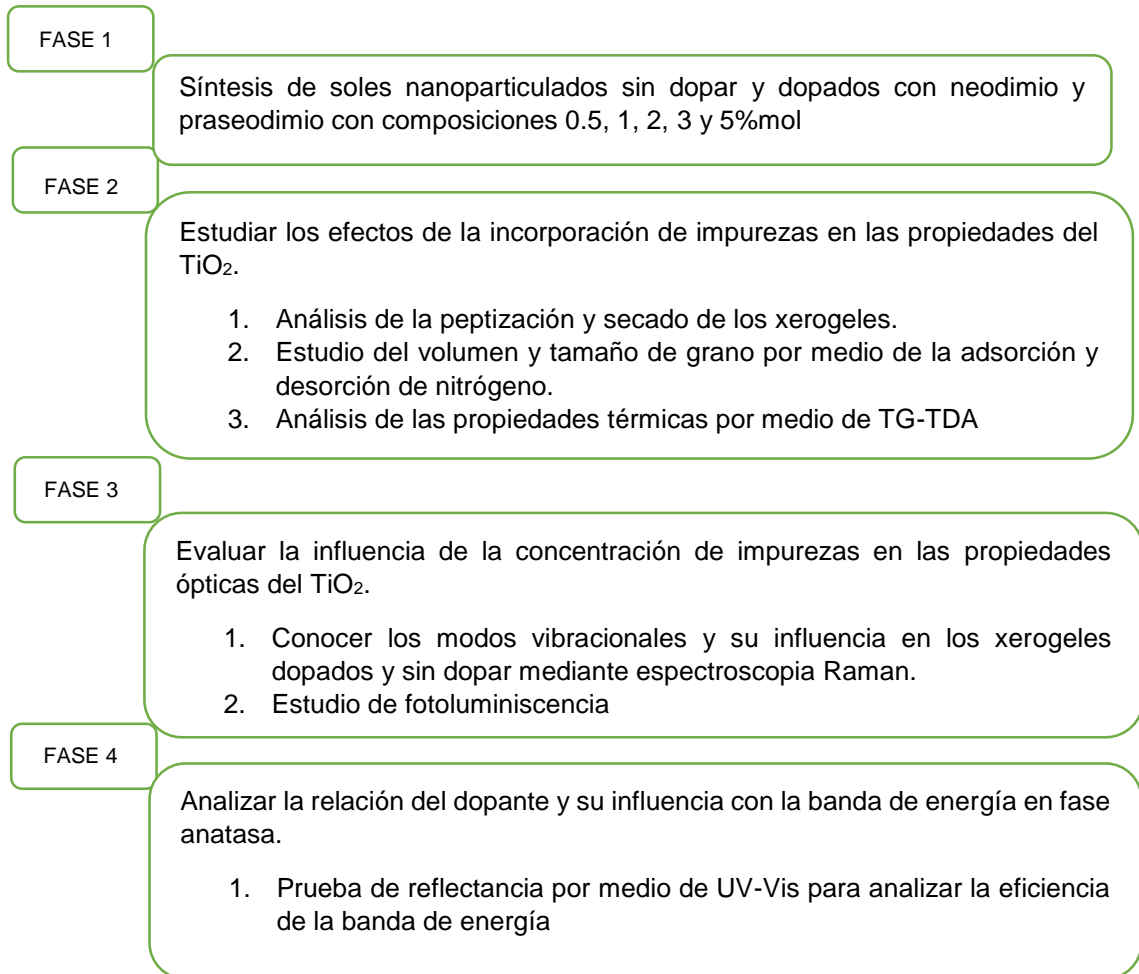 FASE 1
Síntesis de soles nanoparticulados sin dopar y dopados con neodimio y
praseodimio con composiciones 0.5, 1, 2, 3 y 5%mol
FASE 2
Estudiar los efectos de la incorporación de impurezas en las propiedades del
TiO₂.
1. Análisis de la peptización y secado de los xerogeles.
2. Estudio del volumen y tamaño de grano por medio de la adsorción y
desorción de nitrógeno.
3. Análisis de las propiedades térmicas por medio de TG-TDA
FASE 3
Evaluar la influencia de la concentración de impurezas en las propiedades
ópticas del TiO₂.
1. Conocer los modos vibracionales y su influencia en los xerogeles
dopados y sin dopar mediante espectroscopia Raman.
2. Estudio de fotoluminiscencia
FASE 4
Analizar la relación del dopante y su influencia con la banda de energía en fase
anatasa.
1. Prueba de reflectancia por medio de UV-Vis para analizar la eficiencia
de la banda de energía